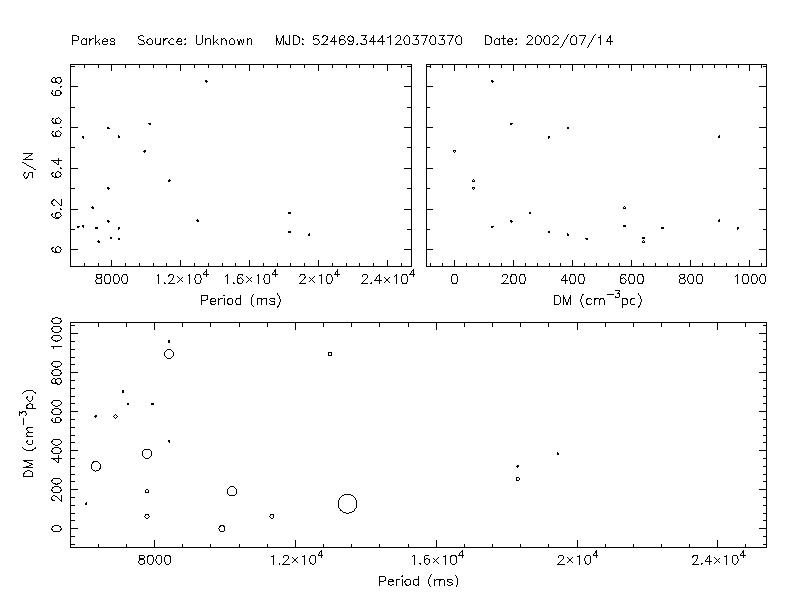 Parkes Source: Unknown MJD: 52469.344120370370 Date: 2002/07/14
S/N
6.8
6.6
6.4
6.2
6
8000 1.2×10⁴ 1.6×10⁴ 2×10⁴ 2.4×10⁴
Period (ms)
0 200 400 600 800 1000
DM (cm⁻³pc)
DM (cm⁻³pc)
1000
800
600
400
200
0
8000 1.2×10⁴ 1.6×10⁴ 2×10⁴ 2.4×10⁴
Period (ms)